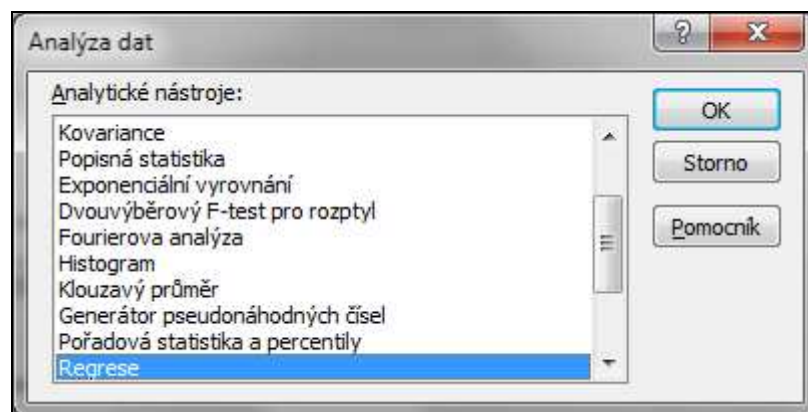 Analýza dat
Analytické nástroje:
Kovariance
Popisná statistika
Exponenciální vyrovnání
Dvouvýběrový F-test pro rozptyl
Fourierova analýza
Histogram
Klouzavý průměr
Generátor pseudonáhodných čísel
Pořadová statistika a percentily
Regrese
OK
Storno
Pomocník